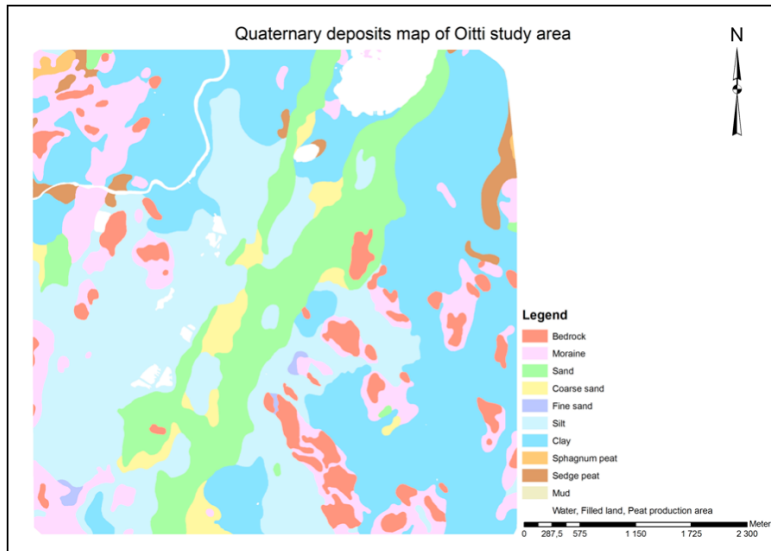 Quaternary deposits map of Oitti study area
N
Legend
Bedrock
Moraine
Sand
Coarse sand
Fine sand
Silt
Clay
Sphagnum peat
Sedge peat
Mud
Water, Filled land, Peat production area
0 287,5 575 1 150 1 725 2 300 Meter